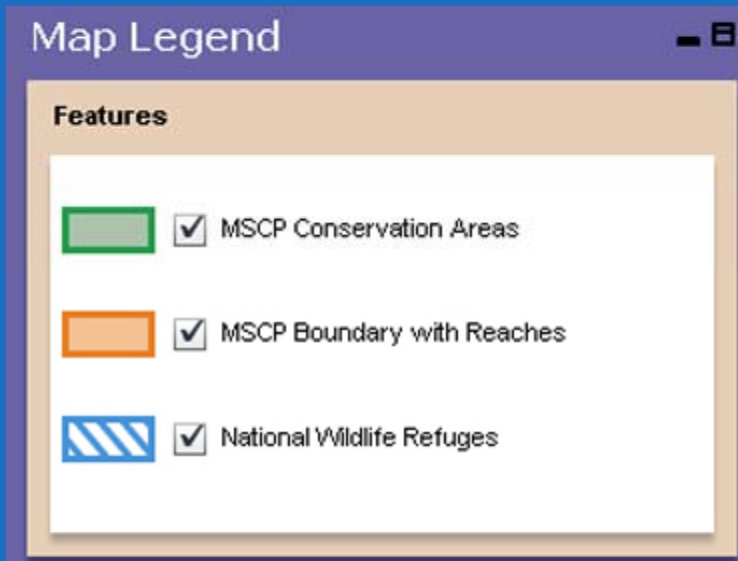 Map Legend
Features
MSCP Conservation Areas
MSCP Boundary with Reaches
National Wildlife Refuges